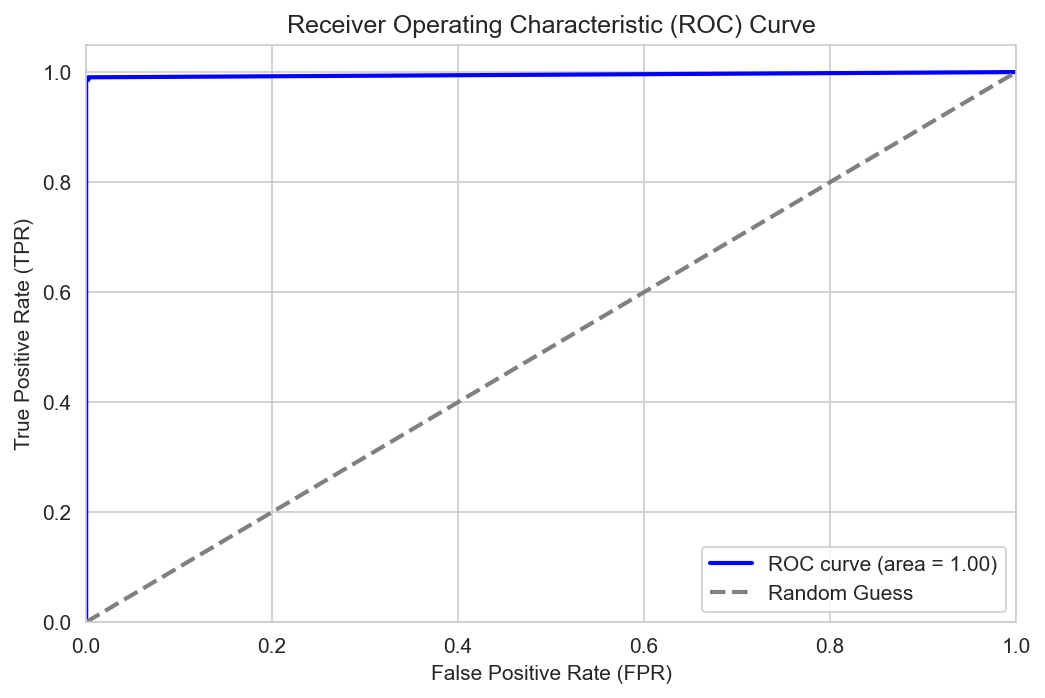 Receiver Operating Characteristic (ROC) Curve
1.0
0.8
0.6
0.4
0.2
0.0
True Positive Rate (TPR)
ROC curve (area = 1.00)
Random Guess
0.0 0.2 0.4 0.6 0.8 1.0
False Positive Rate (FPR)